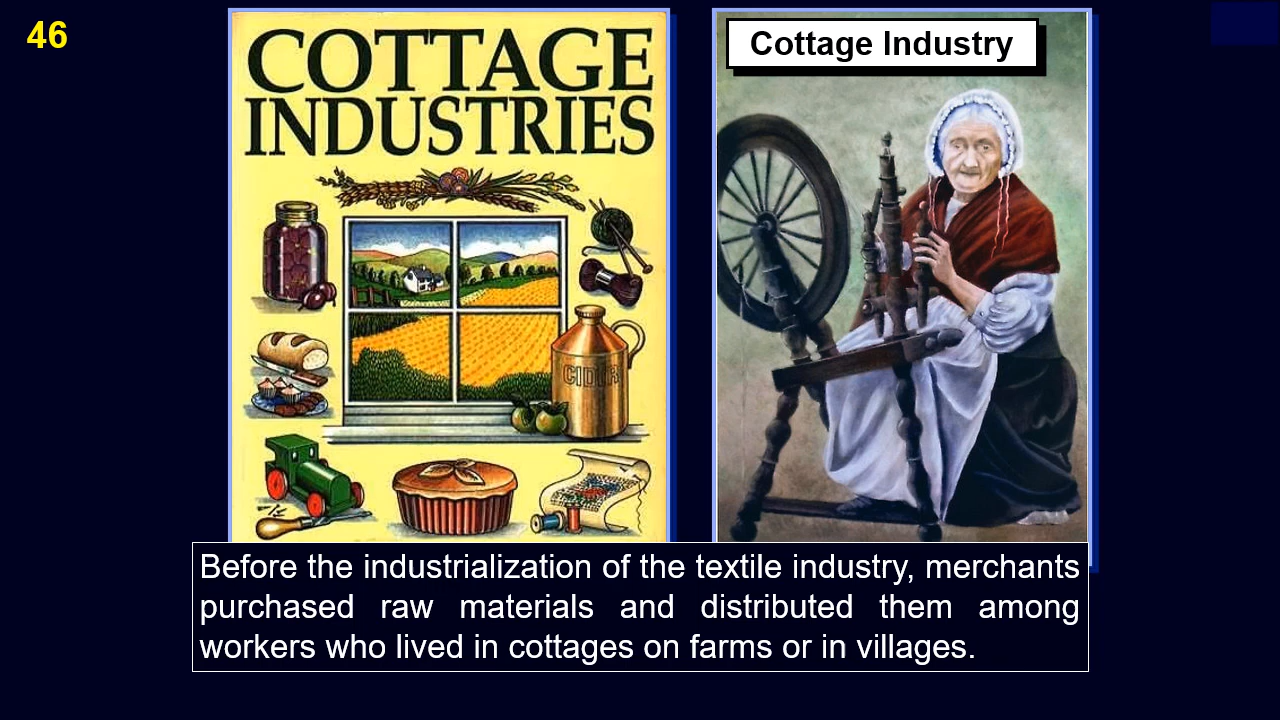 46
COTTAGE
INDUSTRIES
CIDER
Cottage Industry
Before the industrialization of the textile industry, merchants
purchased raw materials and distributed them among
workers who lived in cottages on farms or in villages.